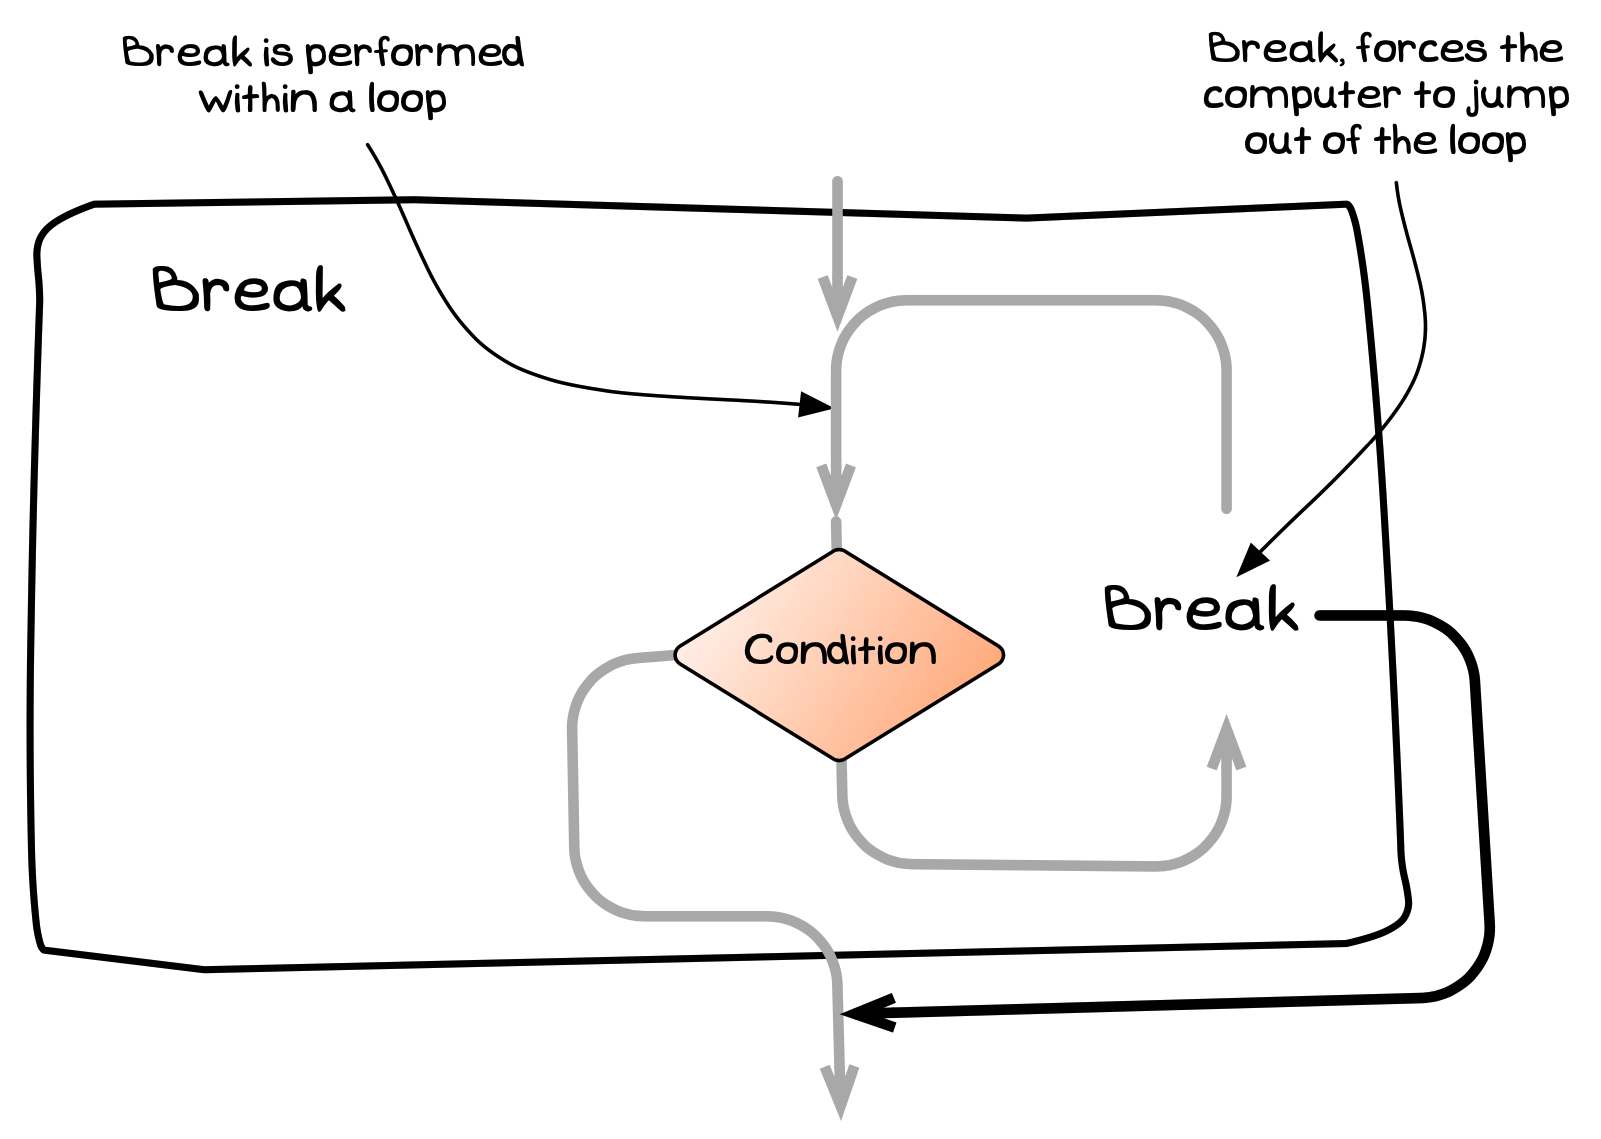 Break is performed
within a loop
Break, forces the
computer to jump
out of the loop
Break
Condition
Break